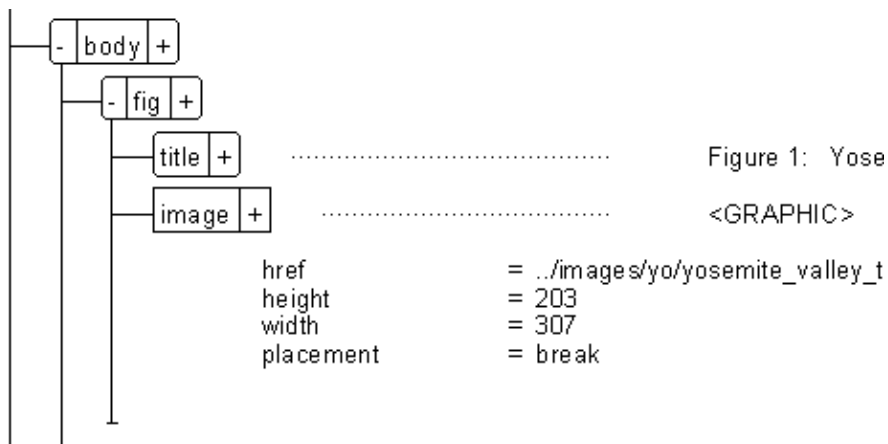 - body +
- fig +
title + Figure 1: Yose
image + <GRAPHIC>
href = ../images/yo/yosemite_valley_t
height = 203
width = 307
placement = break